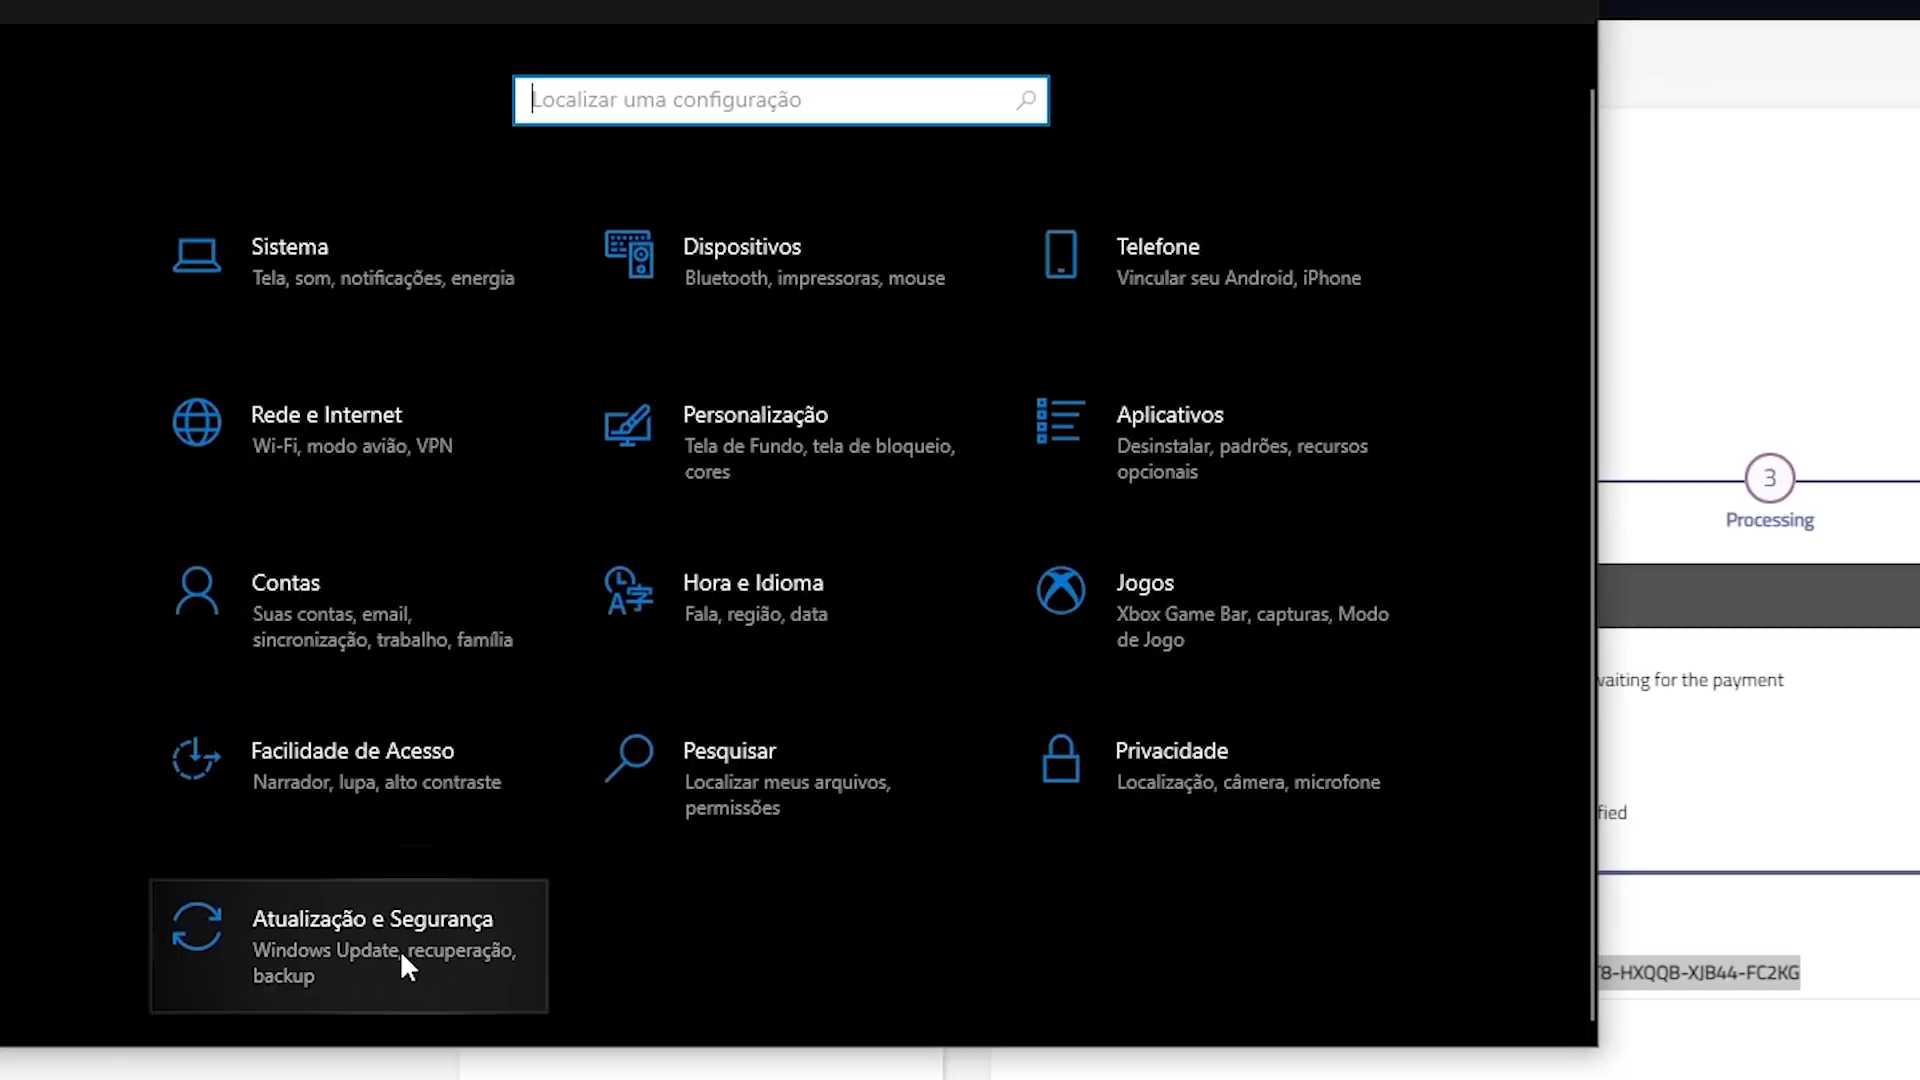 Localizar uma configuração
Sistema
Tela, som, notificações, energia
Dispositivos
Bluetooth, impressoras, mouse
Telefone
Vincular seu Android, iPhone
Rede e Internet
Wi-Fi, modo avião, VPN
Personalização
Tela de Fundo, tela de bloqueio,
cores
Aplicativos
Desinstalar, padrões, recursos
opcionais
Contas
Suas contas, email,
sincronização, trabalho, família
Hora e Idioma
Fala, região, data
Jogos
Xbox Game Bar, capturas, Modo
de Jogo
Facilidade de Acesso
Narrador, lupa, alto contraste
Pesquisar
Localizar meus arquivos,
permissões
Privacidade
Localização, câmera, microfone
Atualização e Segurança
Windows Update, recuperação,
backup
3
Processing
for the payment
8-HXQQB-XJB44-FC2KG